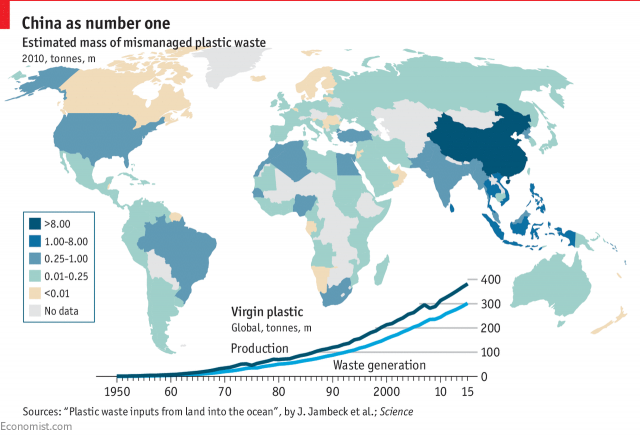 China as number one
Estimated mass of mismanaged plastic waste
2010, tonnes, m
>8.00
1.00-8.00
0.25-1.00
0.01-0.25
<0.01
No data
Virgin plastic
Global, tonnes, m
Production
Waste generation
400
300
200
100
0
1950 60 70 80 90 2000 10 15
Sources: “Plastic waste inputs from land into the ocean”, by J. Jambeck et al.; Science
Economist.com